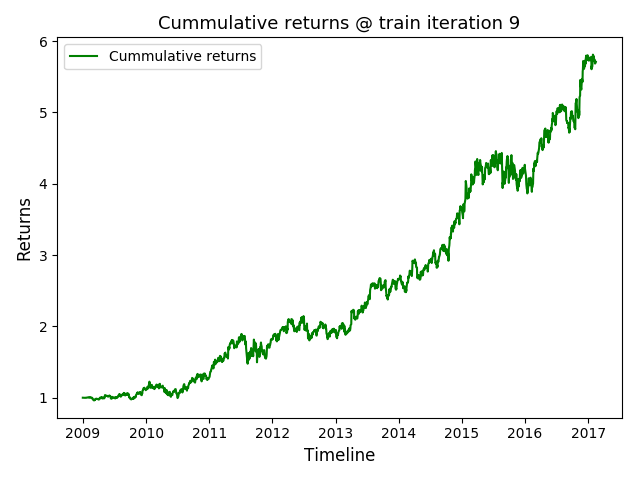 Cummulative returns @ train iteration 9
Cummulative returns
6
5
4
3
2
1
Returns
2009 2010 2011 2012 2013 2014 2015 2016 2017
Timeline